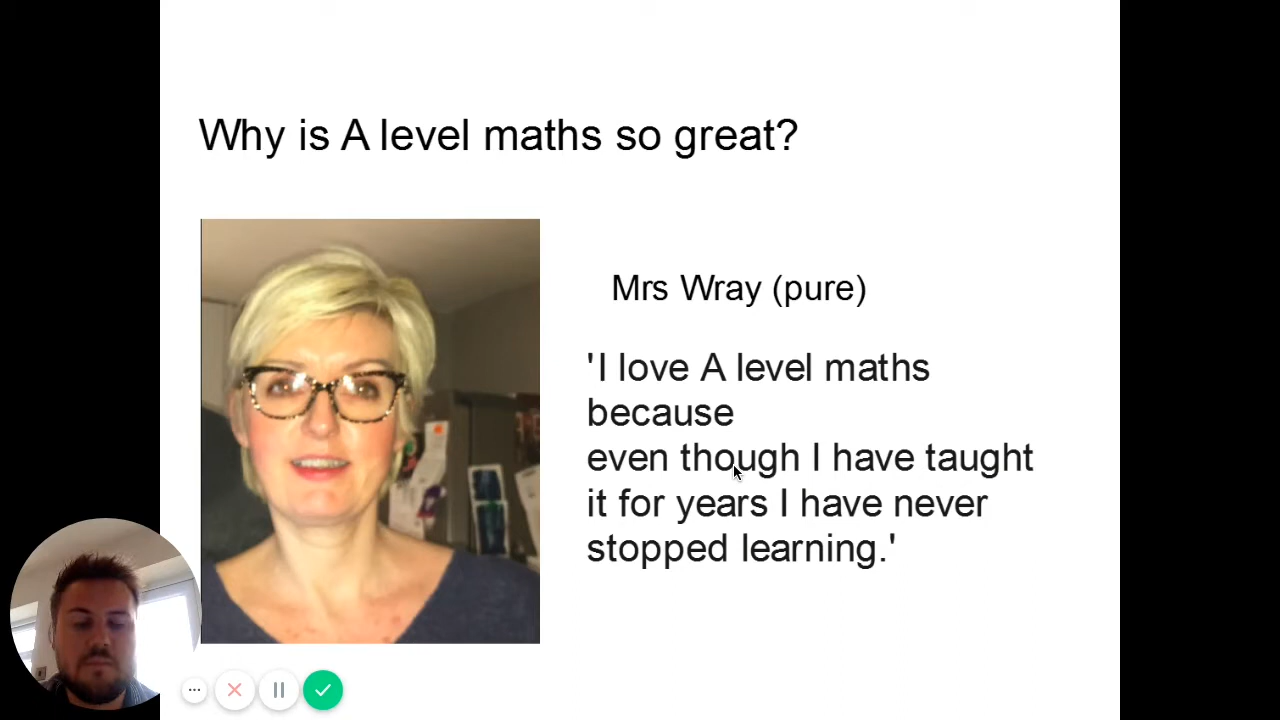 Why is A level maths so great?
Mrs Wray (pure)
'I love A level maths
because
even though I have taught
it for years I have never
stopped learning.'